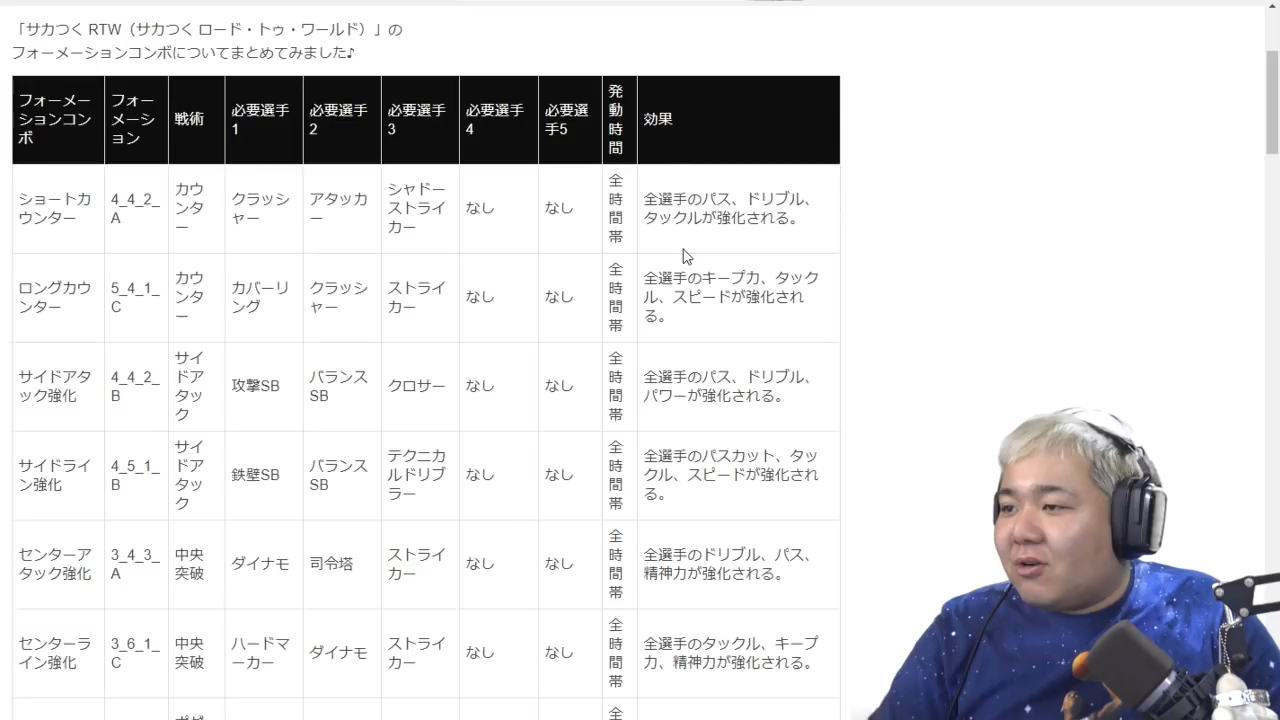 「サカつく RTW（サカつく ロード・トゥ・ワールド）」の
フォーメーションコンボについてまとめてみました♪
フォーメー
ションコン
ボ
フォー
メーシ
ョン
戦術
必要選手
1
必要選手
2
必要選手
3
必要選手
4
必要選
手5
発
動
時
間
効果
ショートカ
ウンター
4_4_2_
A
カウ
ンタ
ー
クラッシ
ャー
アタッカ
ー
シャドー
ストライ
カー
なし
なし
全
時
間
帯
全選手のパス、ドリブル、
タックルが強化される。
ロングカウ
ンター
5_4_1_
C
カウ
ンタ
ー
カバーリ
ング
クラッシ
ャー
ストライ
カー
なし
なし
全
時
間
帯
全選手のキープ力、タック
ル、スピードが強化され
る。
サイドアタ
ック強化
4_4_2_
B
サイ
ドア
タッ
ク
攻撃SB
バランス
SB
クロサー
なし
なし
全
時
間
帯
全選手のパス、ドリブル、
パワーが強化される。
サイドライ
ン強化
4_5_1_
B
サイ
ドア
タッ
ク
鉄壁SB
バランス
SB
テクニカ
ルドリブ
ラー
なし
なし
全
時
間
帯
全選手のパスカット、タッ
クル、スピードが強化され
る。
センターア
タック強化
3_4_3_
A
中央
突破
ダイナモ
司令塔
ストライ
カー
なし
なし
全
時
間
帯
全選手のドリブル、パス、
精神力が強化される。
センターラ
イン強化
3_6_1_
C
中央
突破
ハードマ
ーカー
ダイナモ
ストライ
カー
なし
なし
全
時
間
帯
全選手のタックル、キープ
力、精神力が強化される。
全